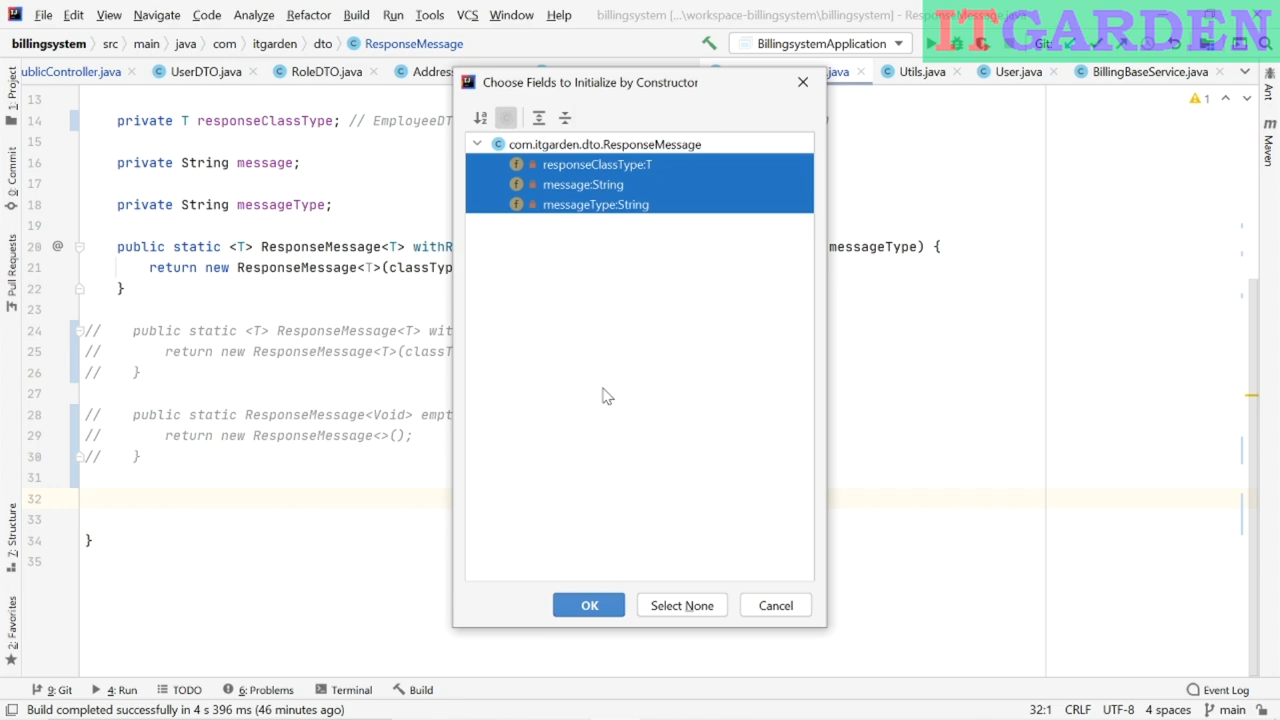 File Edit View Navigate Code Analyze Refactor Build Run Tools VCS Window Help billingsystem [...\workspace-billingsystem\billingsystem] - ResponseMessage.java
ITGARDEN
billingsystem src main java com itgarden dto ResponseMessage BillingsystemApplication Git:
ublicController.java UserDTO.java RoleDTO.java Address .java Utils.java User.java BillingBaseService.java
Choose Fields to Initialize by Constructor
com.itgarden.dto.ResponseMessage
responseClassType:T
message:String
messageType:String
OK Select None Cancel
1
13
14 private T responseClassType; // EmployeeDT
15
16 private String message;
17
18 private String messageType;
19
20 @ public static <T> ResponseMessage<T> withR messageType) {
21 return new ResponseMessage<T>(classTyp
22 }
23
24 // public static <T> ResponseMessage<T> wit
25 // return new ResponseMessage<T>(classT
26 // }
27
28 // public static ResponseMessage<Void> empt
29 // return new ResponseMessage<>();
30 // }
31
32
33
34 }
35
1: Project
0: Commit
Pull Requests
7: Structure
2: Favorites
Ant
Maven
9: Git 4: Run TODO 6: Problems Terminal Build Event Log
Build completed successfully in 4 s 396 ms (46 minutes ago) 32:1 CRLF UTF-8 4 spaces main